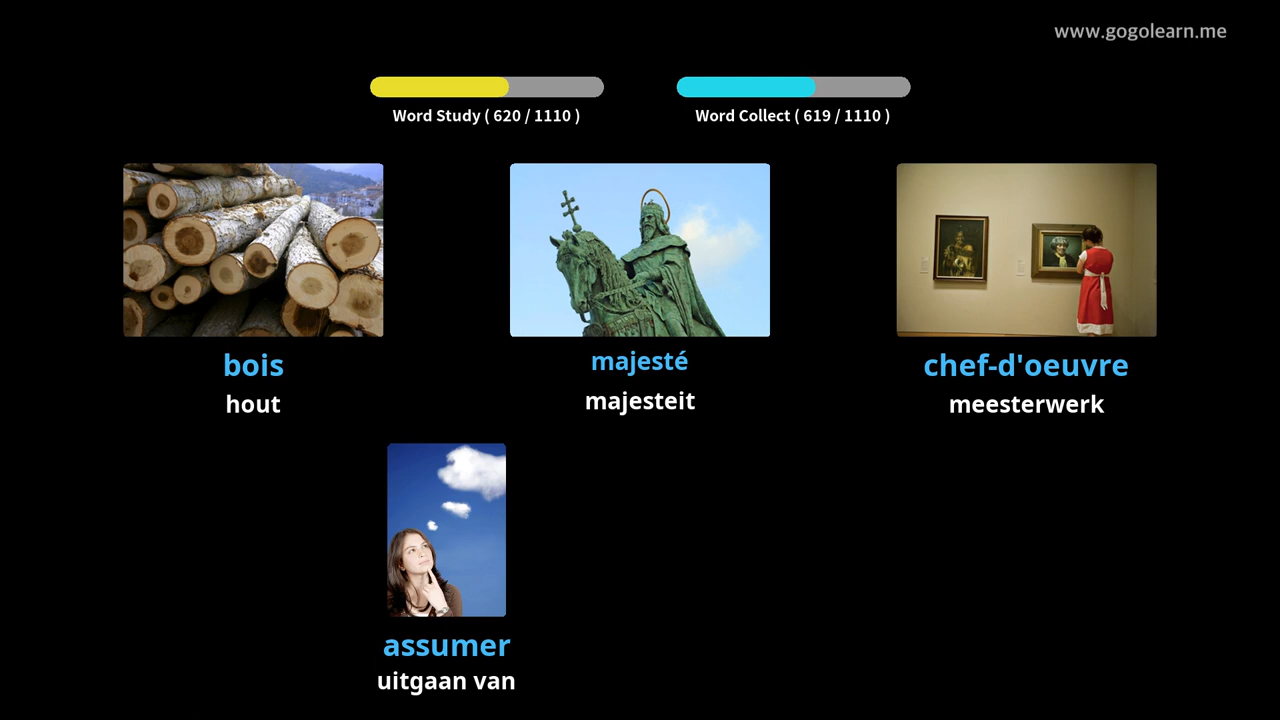 www.gogolearn.me
Word Study ( 620 / 1110 )
Word Collect ( 619 / 1110 )
bois
hout
majesté
majesteit
chef-d'oeuvre
meesterwerk
assumer
uitgaan van